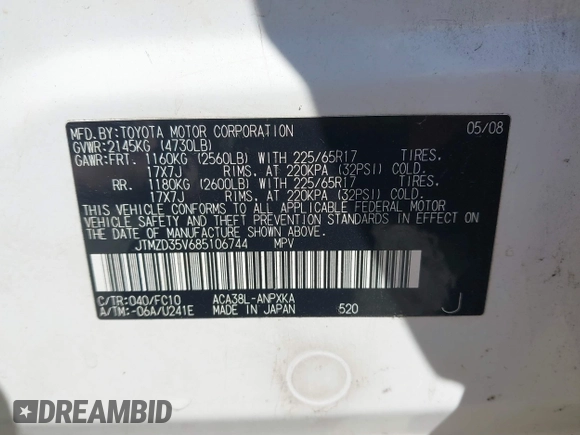 MFD.BY:TOYOTA MOTOR CORPORATION 05/08
GVWR:2145KG (4730LB)
GAWR:FRT. 1160KG (2560LB) WITH 225/65R17 TIRES,
17X7J RIMS, AT 220KPA (32PSI) COLD.
RR. 1180KG (2600LB) WITH 225/65R17 TIRES,
17X7J RIMS, AT 220KPA (32PSI) COLD.
THIS VEHICLE CONFORMS TO ALL APPLICABLE FEDERAL MOTOR
VEHICLE SAFETY AND THEFT PREVENTION STANDARDS IN EFFECT ON
THE DATE OF MANUFACTURE SHOWN ABOVE.
JTMZD35V685106744 MPV
C/TR:040/FC10 ACA38L-ANPXKA
A/TM:-06A/U241E MADE IN JAPAN 520 J
DREAMBID